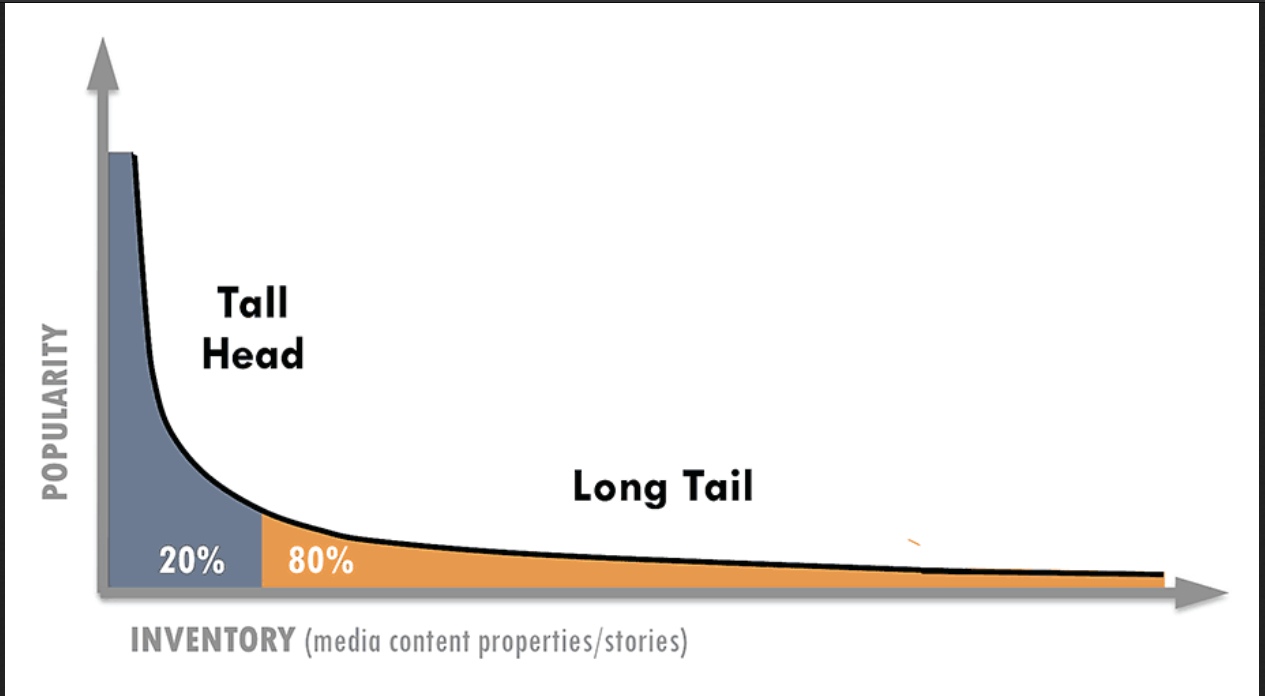 Tall
Head
POPULARITY
Long Tail
20%
80%
INVENTORY (media content properties/stories)